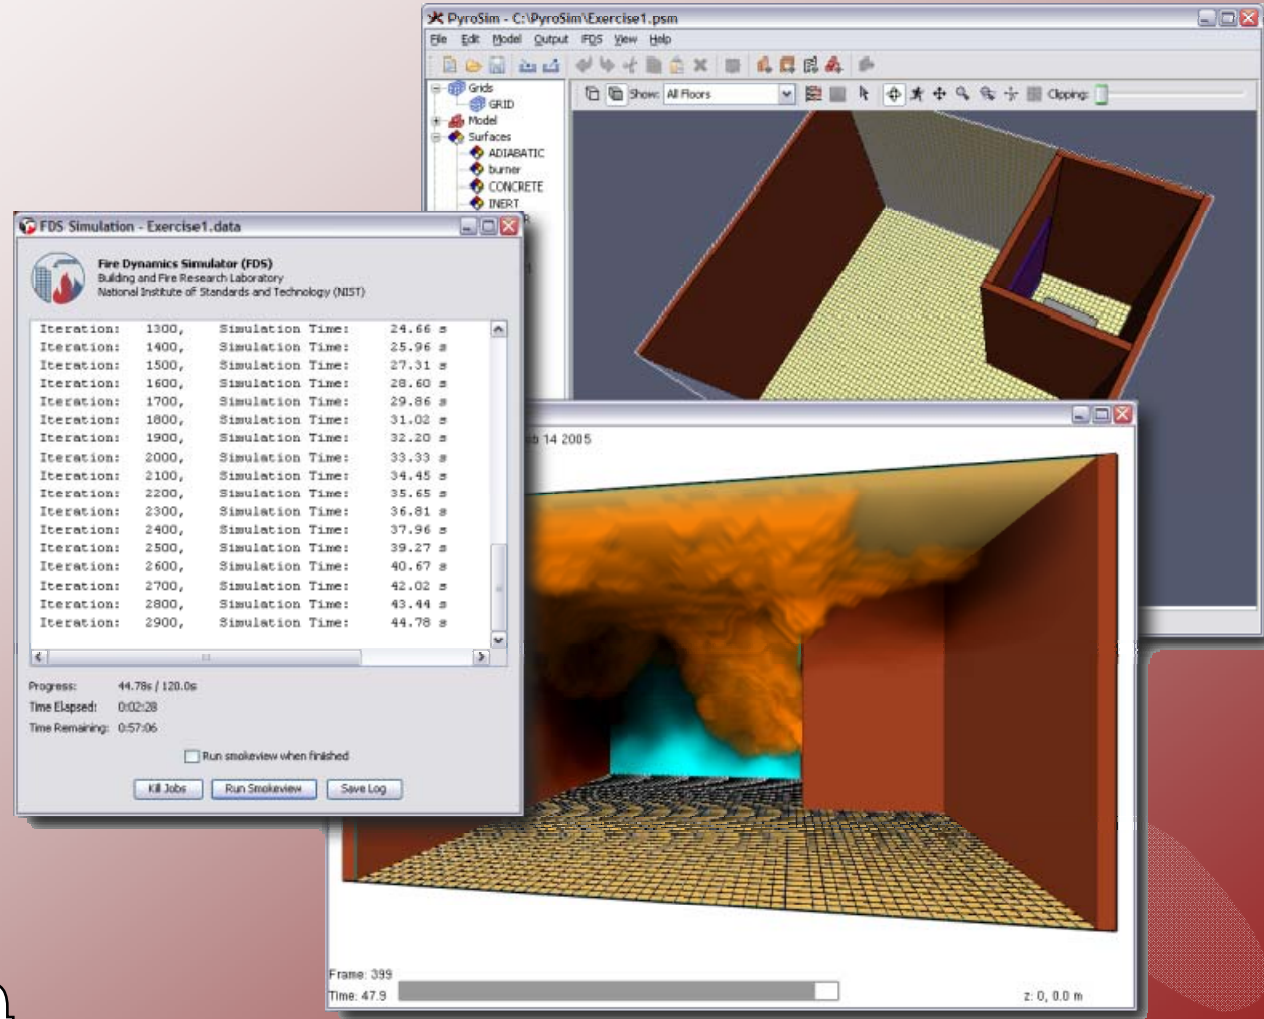 PyroSim - C:\PyroSim\Exercise1.psm
File Edit Model Output FDS View Help
Show: All Floors Clipping:
Grids
GRID
Model
Surfaces
ADIABATIC
burner
CONCRETE
INERT
R
FDS Simulation - Exercise1.data
Fire Dynamics Simulator (FDS)
Building and Fire Research Laboratory
National Institute of Standards and Technology (NIST)
Iteration: 1300, Simulation Time: 24.66 s
Iteration: 1400, Simulation Time: 25.96 s
Iteration: 1500, Simulation Time: 27.31 s
Iteration: 1600, Simulation Time: 28.60 s
Iteration: 1700, Simulation Time: 29.86 s
Iteration: 1800, Simulation Time: 31.02 s
Iteration: 1900, Simulation Time: 32.20 s
Iteration: 2000, Simulation Time: 33.33 s
Iteration: 2100, Simulation Time: 34.45 s
Iteration: 2200, Simulation Time: 35.65 s
Iteration: 2300, Simulation Time: 36.81 s
Iteration: 2400, Simulation Time: 37.96 s
Iteration: 2500, Simulation Time: 39.27 s
Iteration: 2600, Simulation Time: 40.67 s
Iteration: 2700, Simulation Time: 42.02 s
Iteration: 2800, Simulation Time: 43.44 s
Iteration: 2900, Simulation Time: 44.78 s
Progress: 44.78s / 120.0s
Time Elapsed: 0:02:28
Time Remaining: 0:57:06
Run smokeview when finished
Kill Jobs Run Smokeview Save Log
14 2005
Frame: 399
Time: 47.9
z: 0, 0.0 m